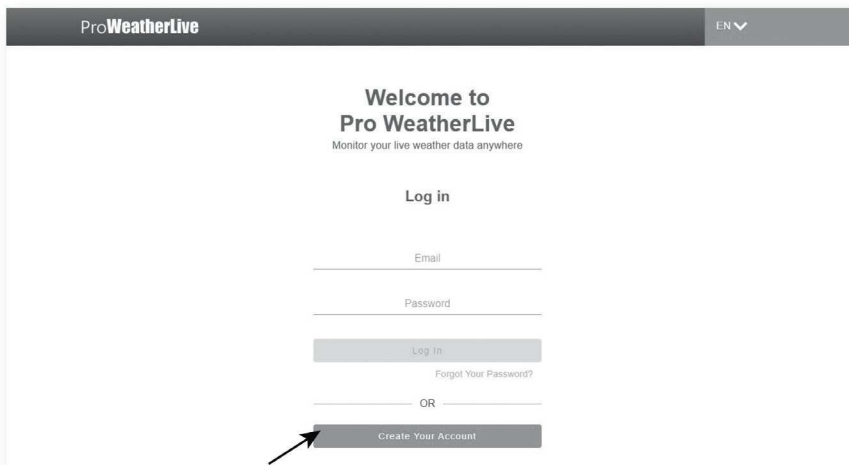 ProWeatherLive
EN
Welcome to
Pro WeatherLive
Monitor your live weather data anywhere
Log in
Email
Password
Log In
Forgot Your Password?
OR
Create Your Account